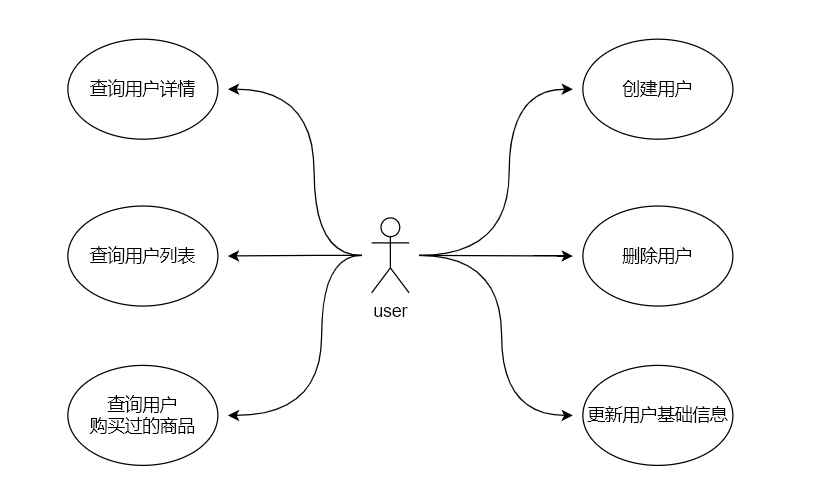 查询用户详情
创建用户
查询用户列表
删除用户
user
查询用户
购买过的商品
更新用户基础信息